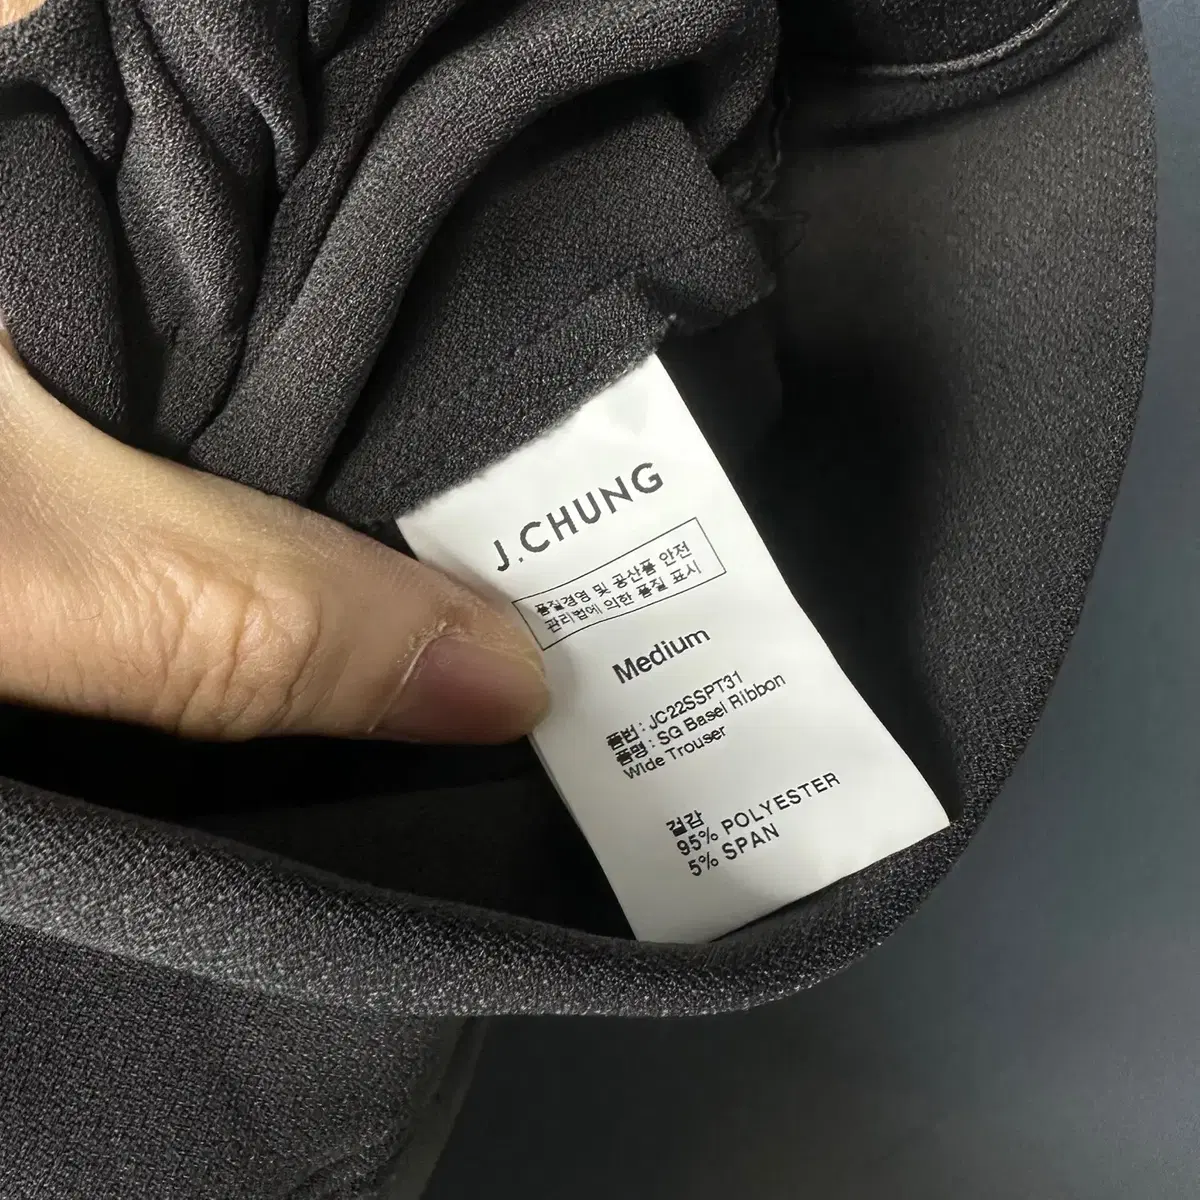 J.CHUNG
품질경영 및 공산품 안전
관리법에 의한 품질 표시
Medium
품번 : JC22SSPT31
품명 : SG Basel Ribbon
Wide Trouser
겉감
95% POLYESTER
5% SPAN